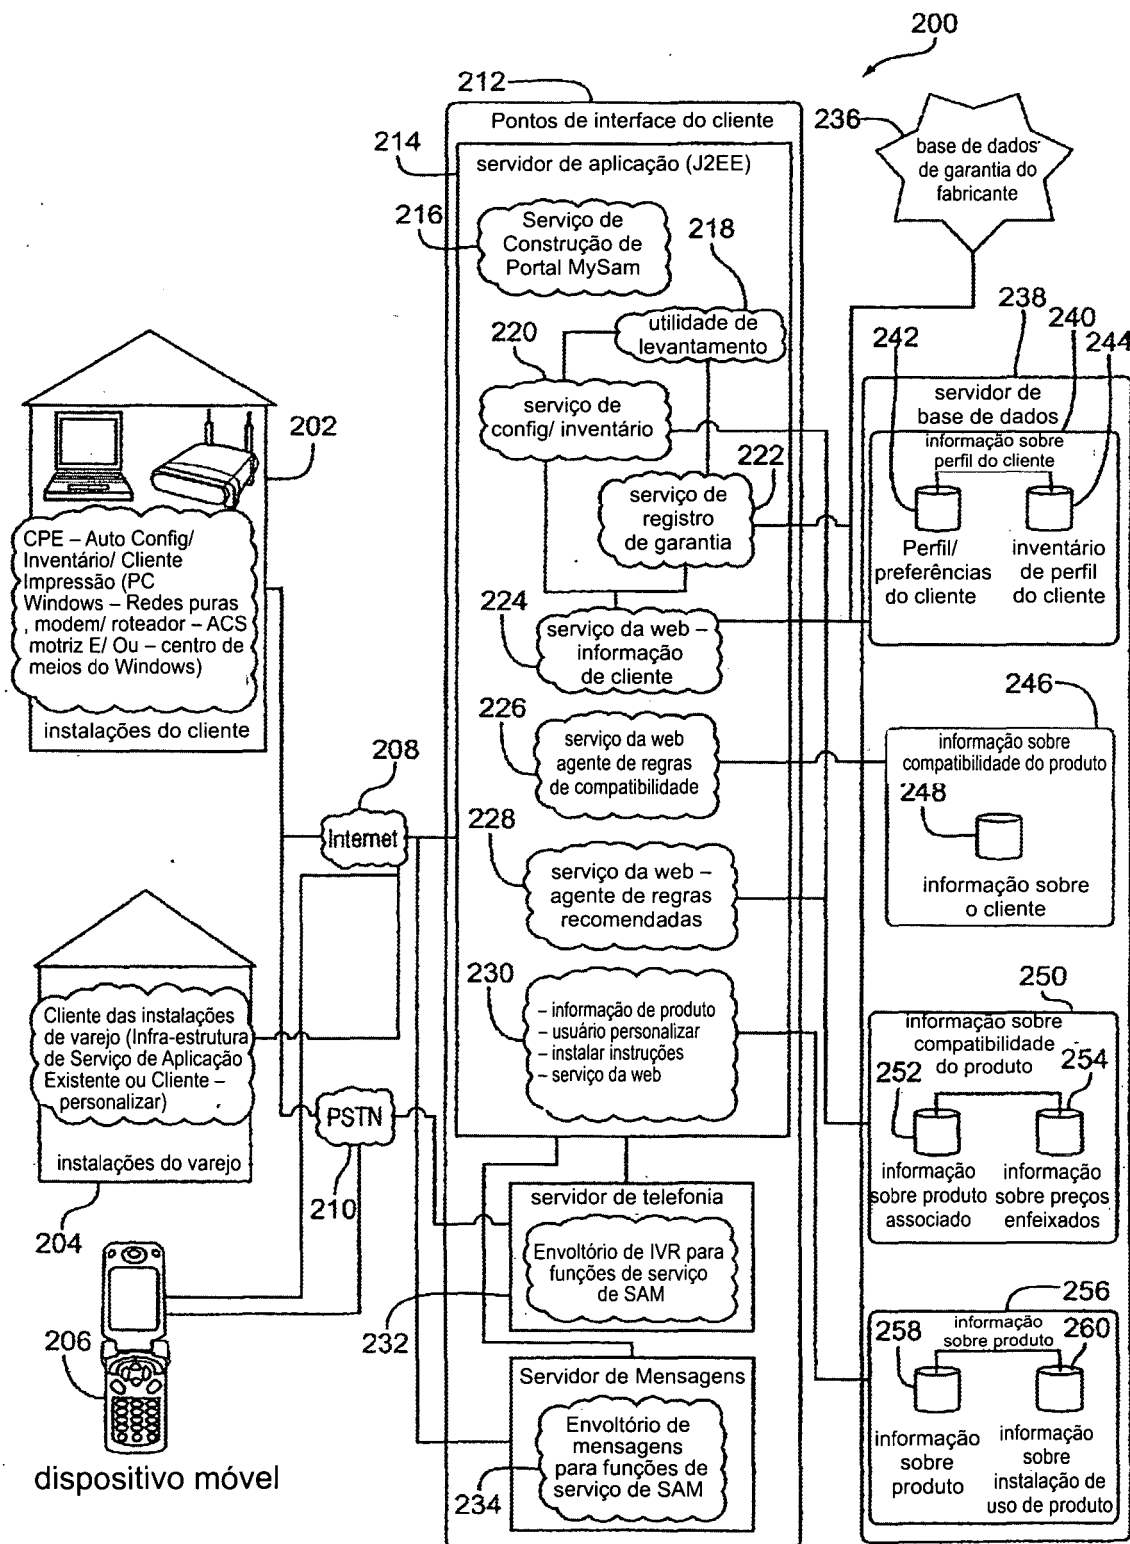 200
212
Pontos de interface do cliente
236
base de dados
de garantia do
fabricante
214
servidor de aplicação (J2EE)
216
Serviço de
Construção de
Portal MySam
218
utilidade de
levantamento
220
serviço de
config/ inventário
222
serviço de
registro
de garantia
224
serviço da web –
informação
de cliente
226
serviço da web
agente de regras
de compatibilidade
228
serviço da web –
agente de regras
recomendadas
230
– informação de produto
– usuário personalizar
– instalar instruções
– serviço da web
servidor de telefonia
Envoltório de IVR para
funções de serviço
de SAM
232
Servidor de Mensagens
Envoltório de
mensagens
para funções de
serviço de SAM
234
202
CPE – Auto Config/
Inventário/ Cliente
Impressão (PC
Windows – Redes puras
, modem/ roteador – ACS
motriz E/ Ou – centro de
meios do Windows)
instalações do cliente
208
Internet
Cliente das instalações
de varejo (Infra-estrutura
de Serviço de Aplicação
Existente ou Cliente –
personalizar)
instalações do varejo
204
PSTN
210
206
dispositivo móvel
238
servidor de
base de dados
240
242
244
informação sobre
perfil do cliente
Perfil/
preferências
do cliente
inventário
de perfil
do cliente
246
informação sobre
compatibilidade do produto
248
informação sobre
o cliente
250
informação sobre
compatibilidade
do produto
252
254
informação
sobre produto
associado
informação
sobre preços
enfeixados
256
informação
sobre produto
258
260
informação
sobre
produto
informação
sobre
instalação de
uso de produto